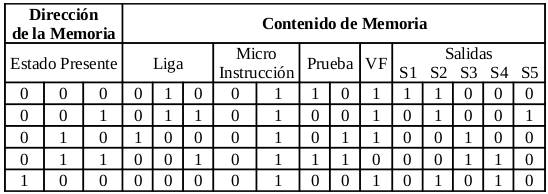 Dirección
de la Memoria
Contenido de Memoria
Estado Presente
Liga
Micro
Instrucción
Prueba
VF
Salidas
S1 S2 S3 S4 S5
0 0 0 0 1 0 0 1 1 0 1 1 1 0 0 0
0 0 1 0 1 1 0 1 0 0 1 0 1 0 0 1
0 1 0 1 0 0 0 1 0 1 1 0 0 1 0 0
0 1 1 0 0 1 0 1 1 1 0 0 0 1 1 0
1 0 0 0 0 0 0 1 0 0 1 0 1 0 1 0